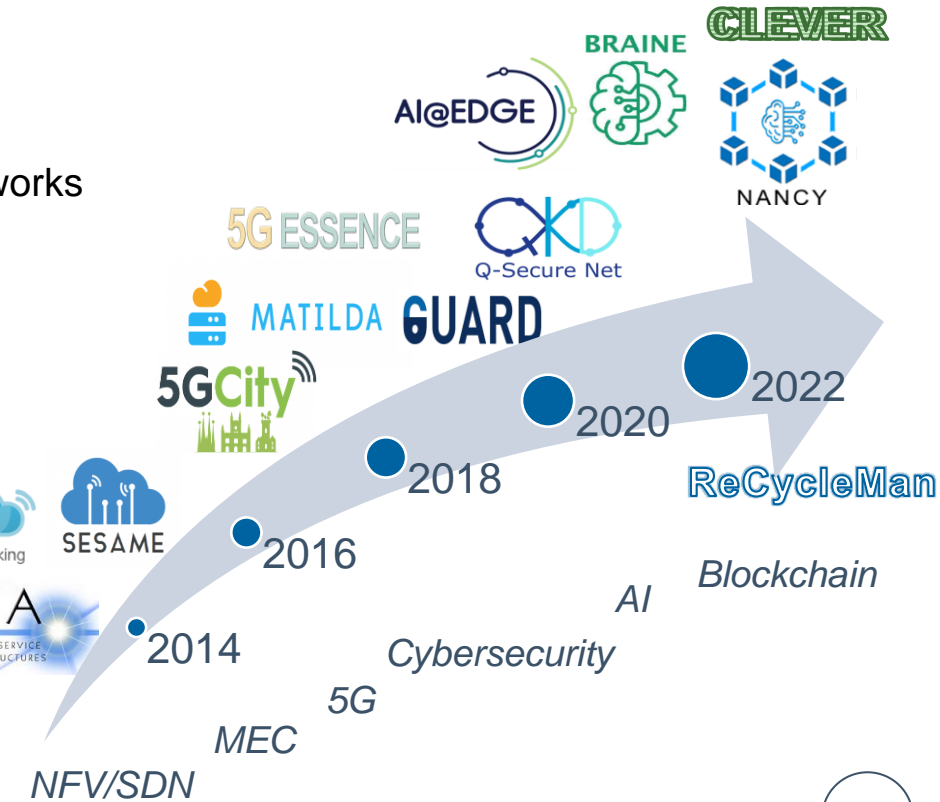 CLEVER
BRAINE
AI@EDGE
NANCY
5G ESSENCE
QKD
Q-Secure Net
MATILDA
GUARD
5GCity
SESAME
2022
2020
2018
2016
2014
ReCycleMan
Blockchain
AI
Cybersecurity
5G
MEC
NFV/SDN